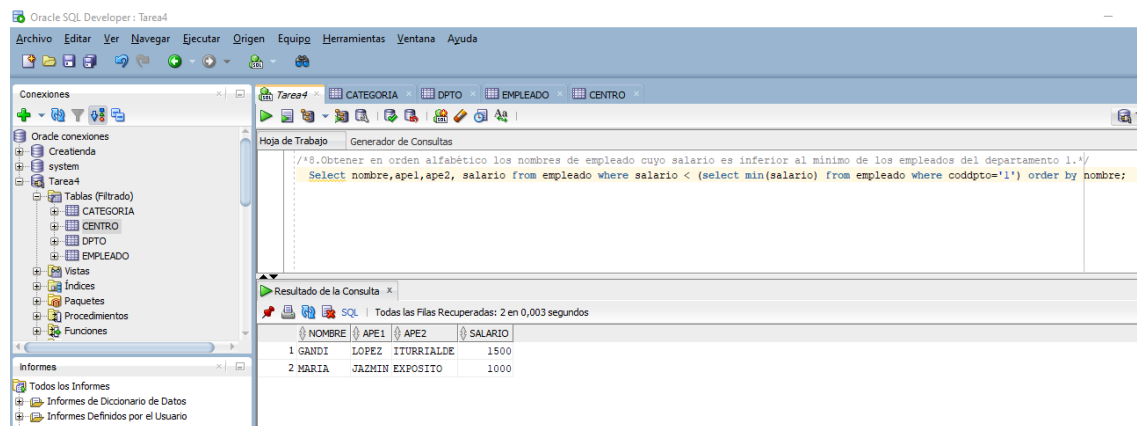 Oracle SQL Developer : Tarea4
Archivo Editar Ver Navegar Ejecutar Origen Equipo Herramientas Ventana Ayuda
Conexiones
Oracle conexiones
Creatienda
system
Tarea4
Tablas (Filtrado)
CATEGORIA
CENTRO
DPTO
EMPLEADO
Vistas
Índices
Paquetes
Procedimientos
Funciones
Informes
Todos los Informes
Informes de Diccionario de Datos
Informes Definidos por el Usuario
Tarea4 CATEGORIA DPTO EMPLEADO CENTRO
Hoja de Trabajo Generador de Consultas
/*8.Obtener en orden alfabético los nombres de empleado cuyo salario es inferior al mínimo de los empleados del departamento 1.*/
Select nombre,ape1,ape2, salario from empleado where salario < (select min(salario) from empleado where coddpto='1') order by nombre;
Resultado de la Consulta x
SQL | Todas las Filas Recuperadas: 2 en 0,003 segundos
NOMBRE APE1 APE2 SALARIO
1 GANDI LOPEZ ITURRIALDE 1500
2 MARIA JAZMIN EXPOSITO 1000